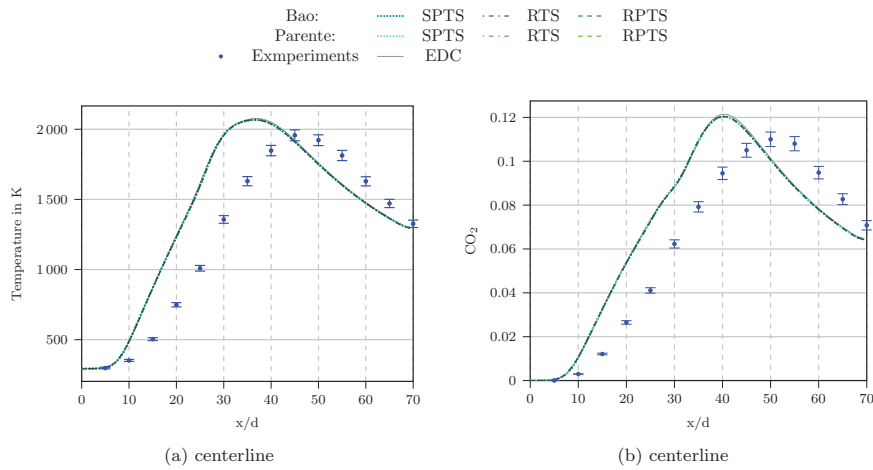 Bao: SPTS RTS RPTS
Parente: SPTS RTS RPTS
Exmperiments EDC
2 000
1 500
1 000
500
0 10 20 30 40 50 60 70
x/d
Temperature in K
(a) centerline
0.12
0.1
0.08
0.06
0.04
0.02
0
0 10 20 30 40 50 60 70
x/d
CO₂
(b) centerline